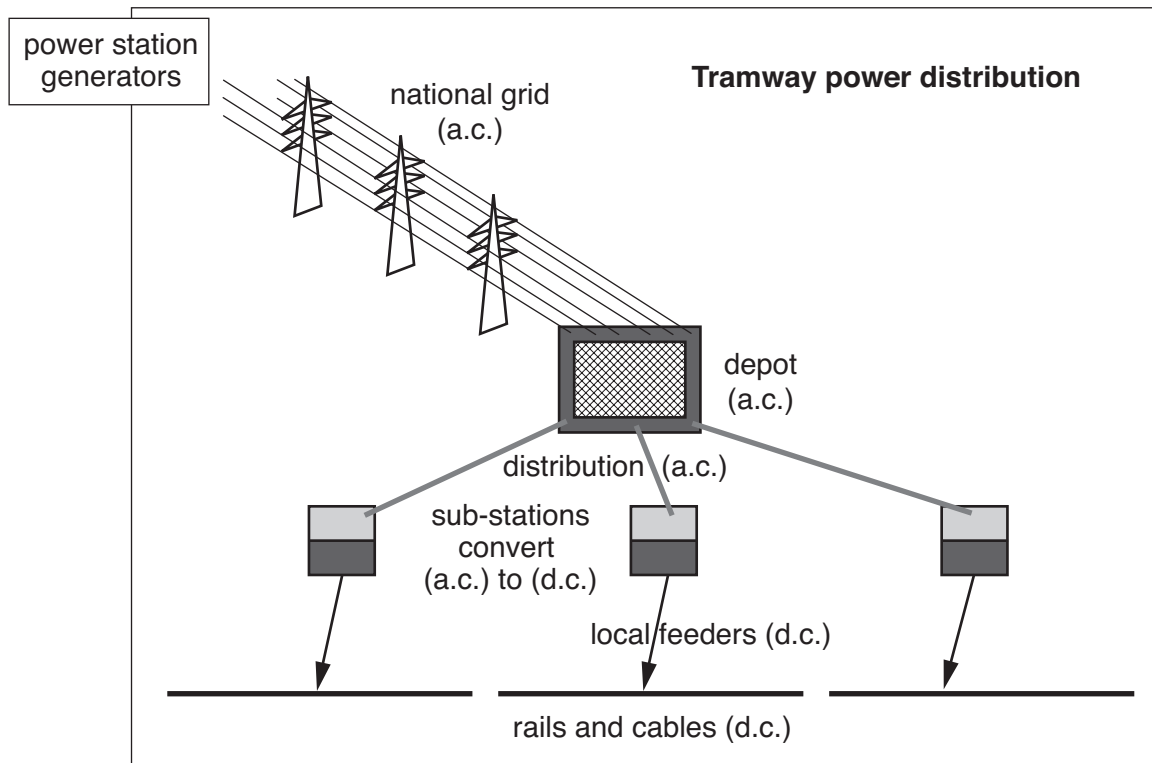 power station
generators
Tramway power distribution
national grid
(a.c.)
depot
(a.c.)
distribution (a.c.)
sub-stations
convert
(a.c.) to (d.c.)
local feeders (d.c.)
rails and cables (d.c.)